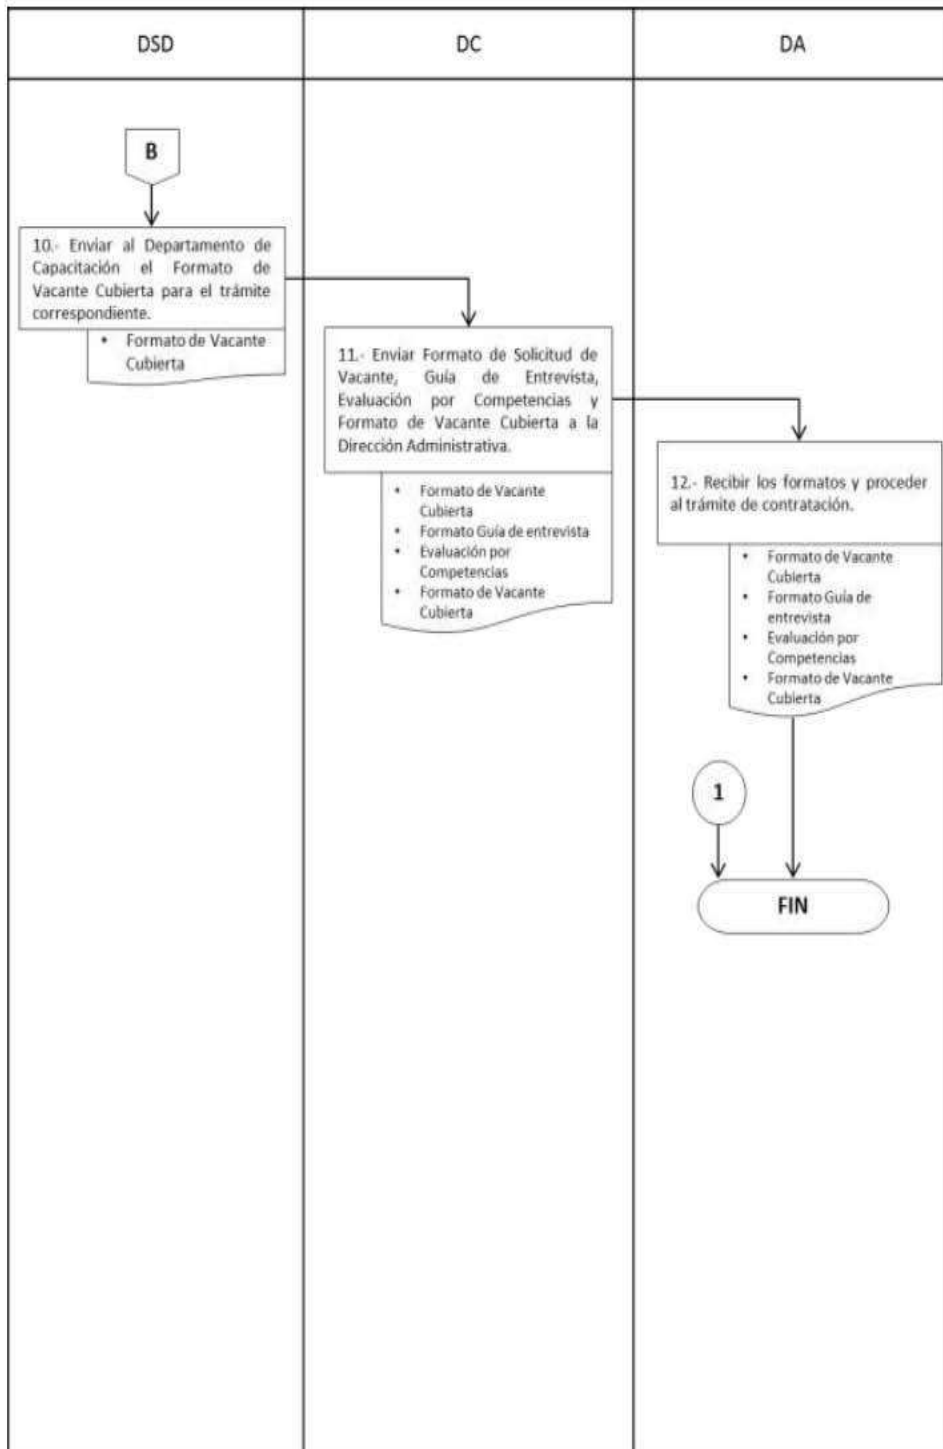 DSD
DC
DA
B
10.- Enviar al Departamento de
Capacitación el Formato de
Vacante Cubierta para el trámite
correspondiente.
• Formato de Vacante
Cubierta
11.- Enviar Formato de Solicitud de
Vacante, Guía de Entrevista,
Evaluación por Competencias y
Formato de Vacante Cubierta a la
Dirección Administrativa.
• Formato de Vacante
Cubierta
• Formato Guía de entrevista
• Evaluación por
Competencias
• Formato de Vacante
Cubierta
12.- Recibir los formatos y proceder
al trámite de contratación.
• Formato de Vacante
Cubierta
• Formato Guía de
entrevista
• Evaluación por
Competencias
• Formato de Vacante
Cubierta
1
FIN